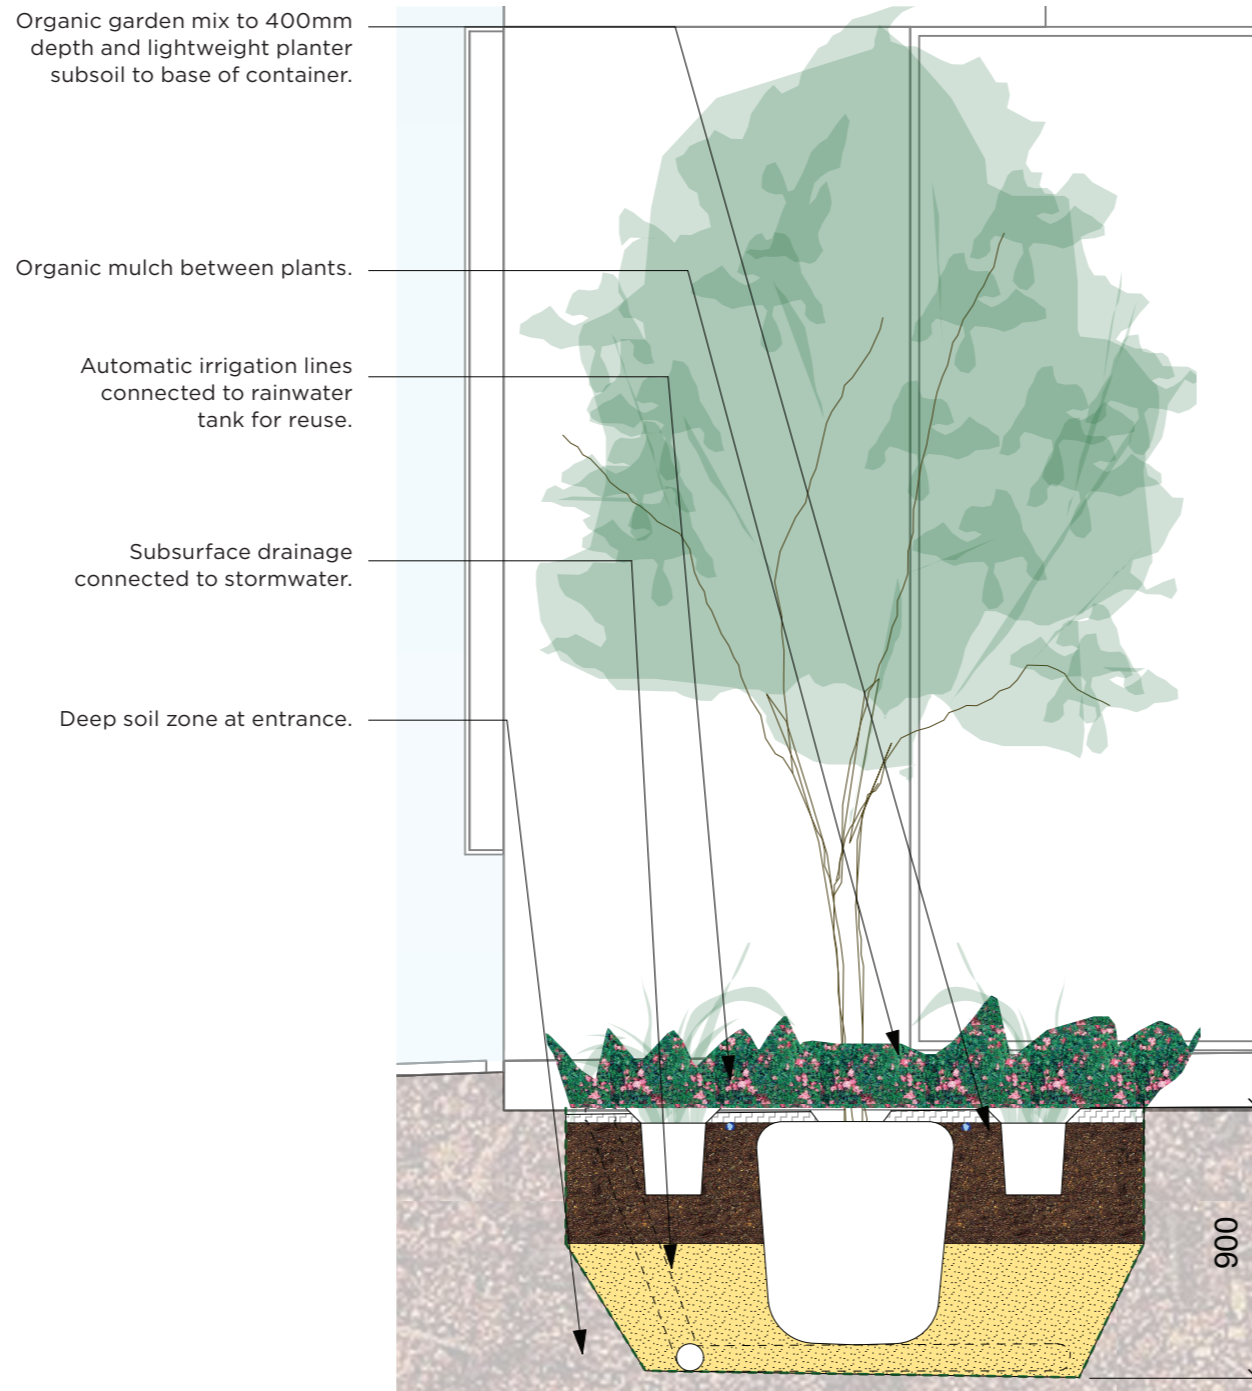 Organic garden mix to 400mm
depth and lightweight planter
subsoil to base of container.
Organic mulch between plants.
Automatic irrigation lines
connected to rainwater
tank for reuse.
Subsurface drainage
connected to stormwater.
Deep soil zone at entrance.
900